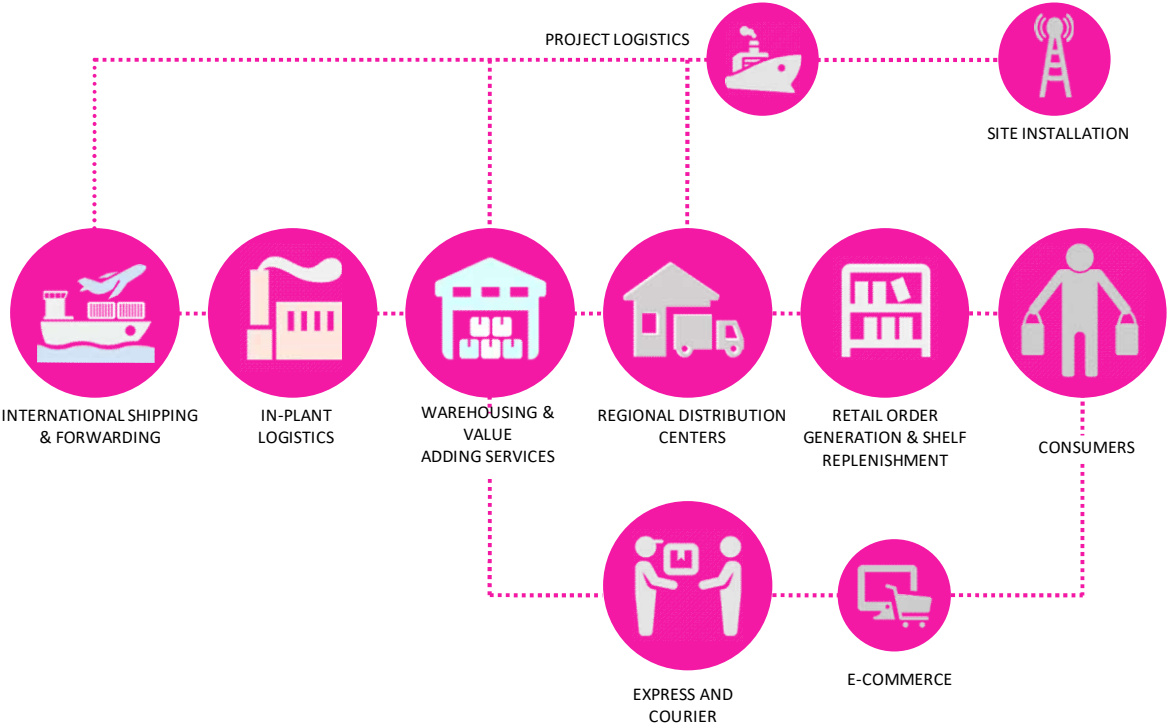 PROJECT LOGISTICS
SITE INSTALLATION
INTERNATIONAL SHIPPING
& FORWARDING
IN-PLANT
LOGISTICS
WAREHOUSING &
VALUE
ADDING SERVICES
REGIONAL DISTRIBUTION
CENTERS
RETAIL ORDER
GENERATION & SHELF
REPLENISHMENT
CONSUMERS
EXPRESS AND
COURIER
E-COMMERCE